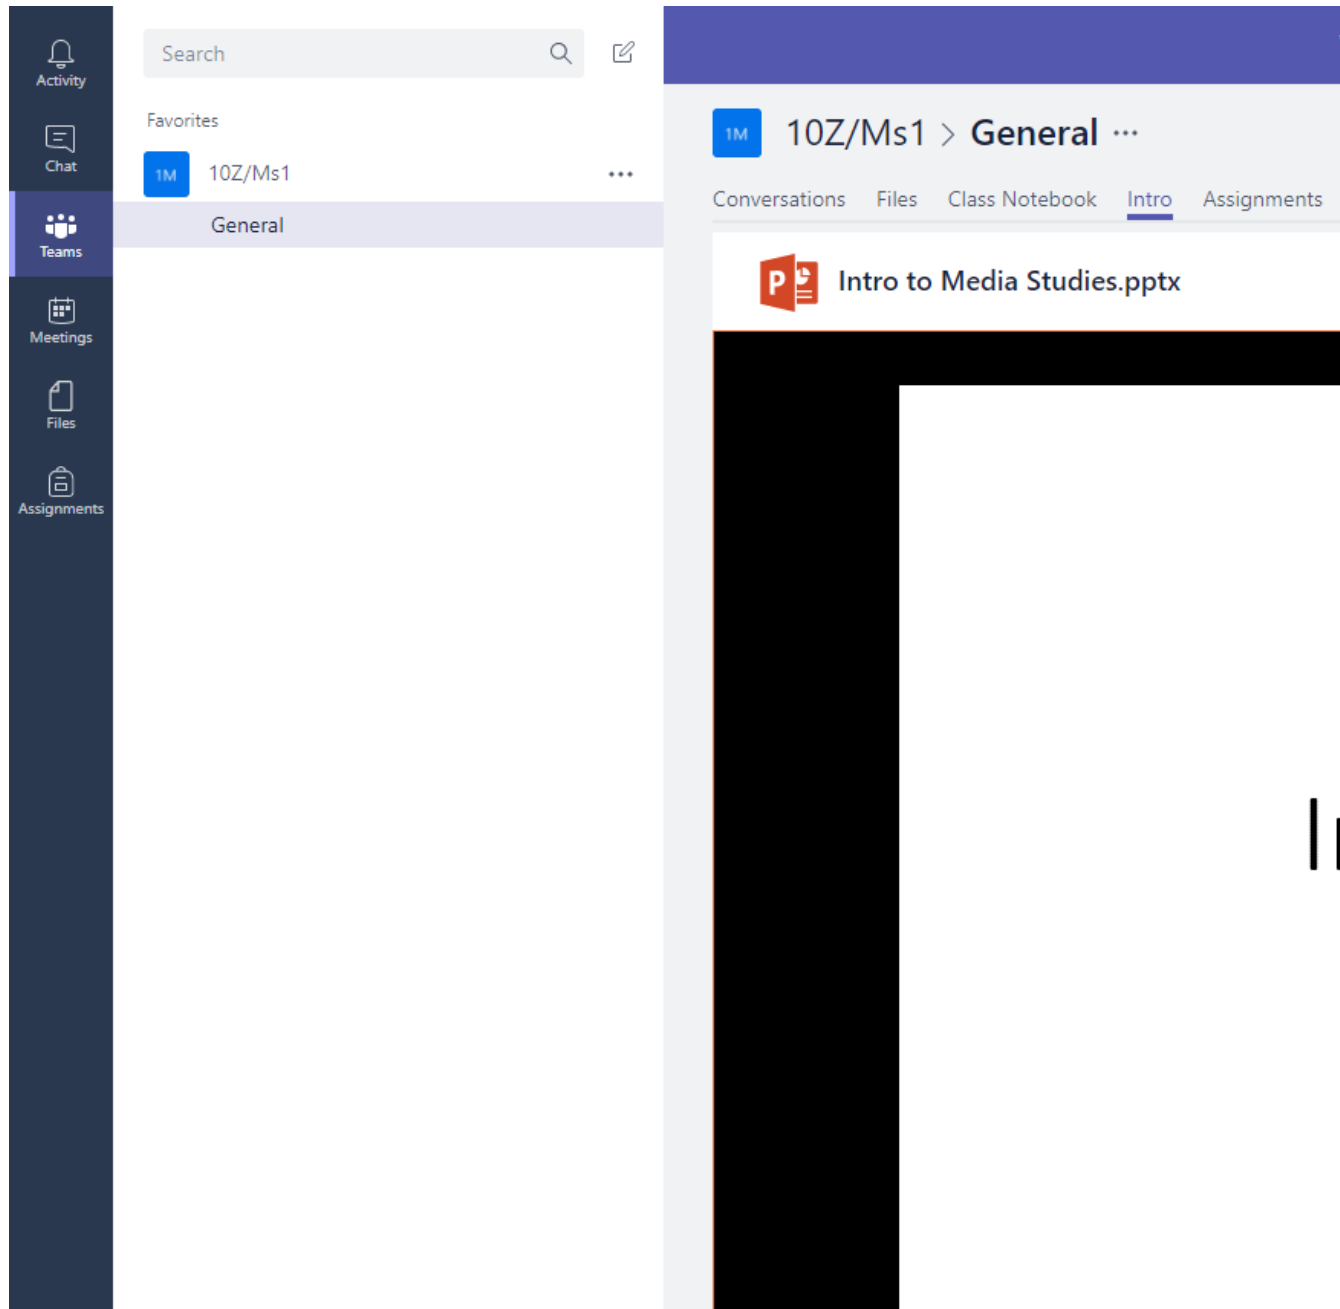 Activity
Chat
Teams
Meetings
Files
Assignments
Search
Favorites
1M 10Z/Ms1 •••
General
1M 10Z/Ms1 > General •••
Conversations Files Class Notebook Intro Assignments
P Intro to Media Studies.pptx